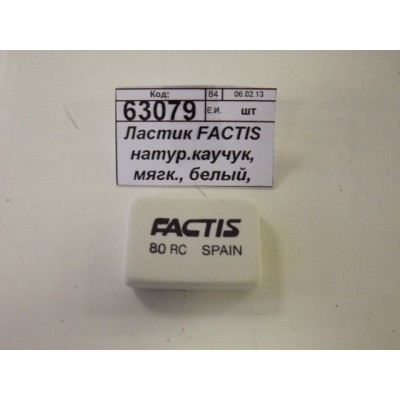 Код: 84 06.02.13
63079 Е.И. шт
Ластик FACTIS
натур.каучук,
мягк., белый,
FACTIS
80 RC SPAIN